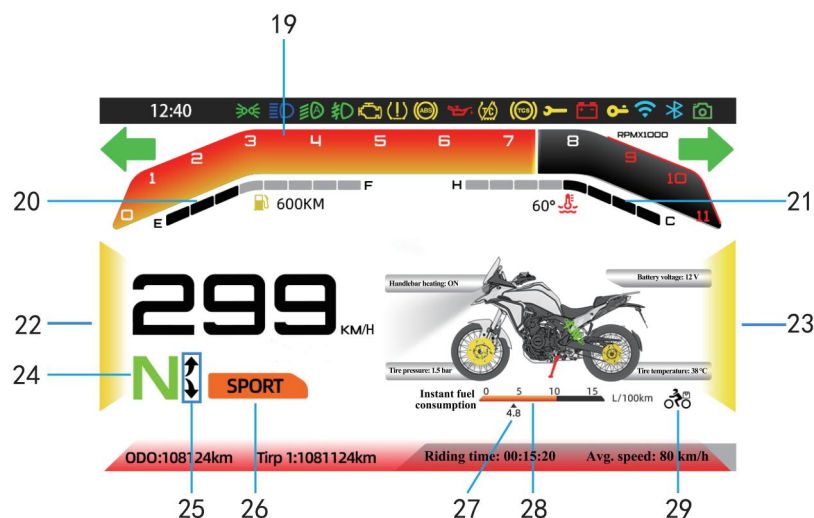 19
12:40
A
ABS
T/C
TCS
RPMX1000
0 1 2 3 4 5 6 7 8 9 10 11
20
E
F
600KM
H
60°
C
21
22
299
KM/H
Handlebar heating: ON
Battery voltage: 12 V
23
24
N
SPORT
Tire pressure: 1.5 bar
Tire temperature: 38 °C
Instant fuel
consumption
0 5 10 15
L/100km
4.8
ODO:108124km
Tirp 1:1081124km
Riding time: 00:15:20
Avg. speed: 80 km/h
25
26
27
28
29